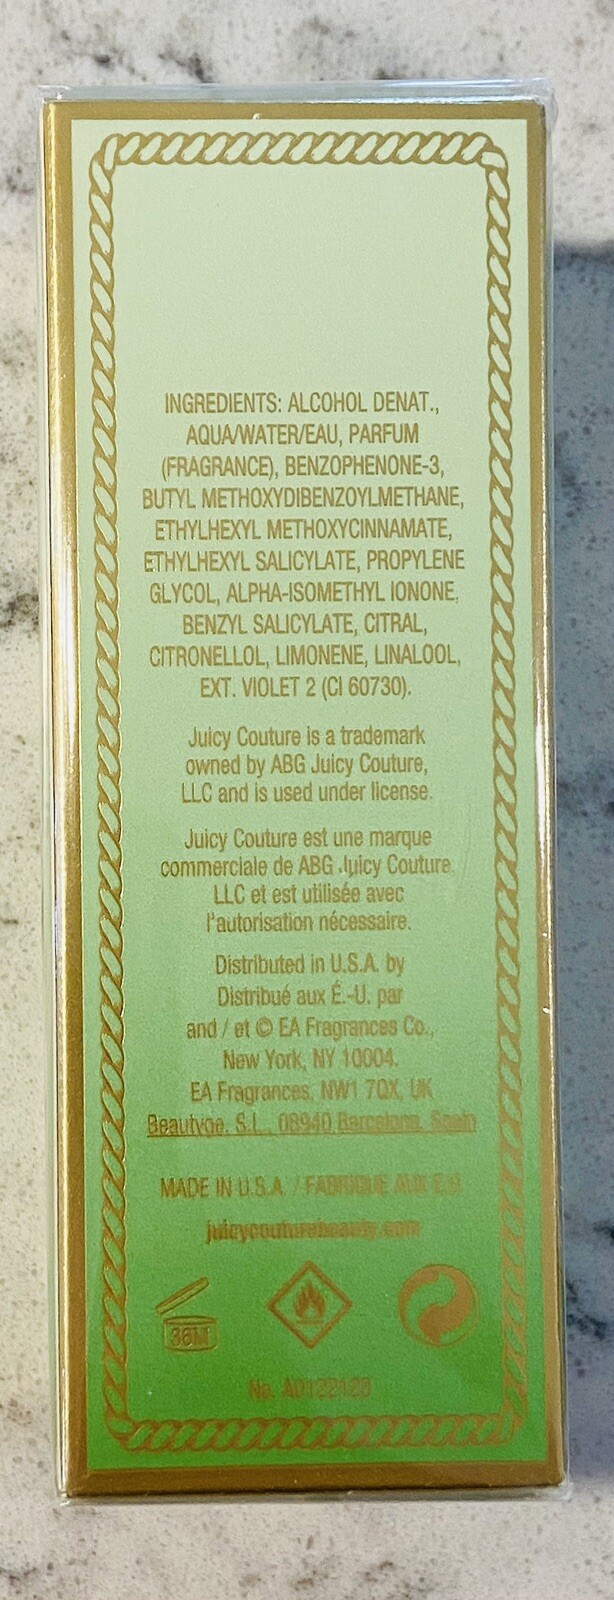 INGREDIENTS: ALCOHOL DENAT.,
AQUA/WATER/EAU, PARFUM
(FRAGRANCE), BENZOPHENONE-3,
BUTYL METHOXYDIBENZOYLMETHANE,
ETHYLHEXYL METHOXYCINNAMATE,
ETHYLHEXYL SALICYLATE, PROPYLENE
GLYCOL, ALPHA-ISOMETHYL IONONE,
BENZYL SALICYLATE, CITRAL,
CITRONELLOL, LIMONENE, LINALOOL,
EXT. VIOLET 2 (CI 60730).
Juicy Couture is a trademark
owned by ABG Juicy Couture,
LLC and is used under license.
Juicy Couture est une marque
commerciale de ABG Juicy Couture,
LLC et est utilisée avec
l'autorisation nécessaire.
Distributed in U.S.A. by
Distribué aux É.-U. par
and / et © EA Fragrances Co.,
New York, NY 10004.
EA Fragrances, NW1 7QX, UK
Beautyge, S.L., 08940 Barcelona, Spain
MADE IN U.S.A. / FABRIQUE AUX E.U.
juicycouturebeauty.com
36M
No. A0122123